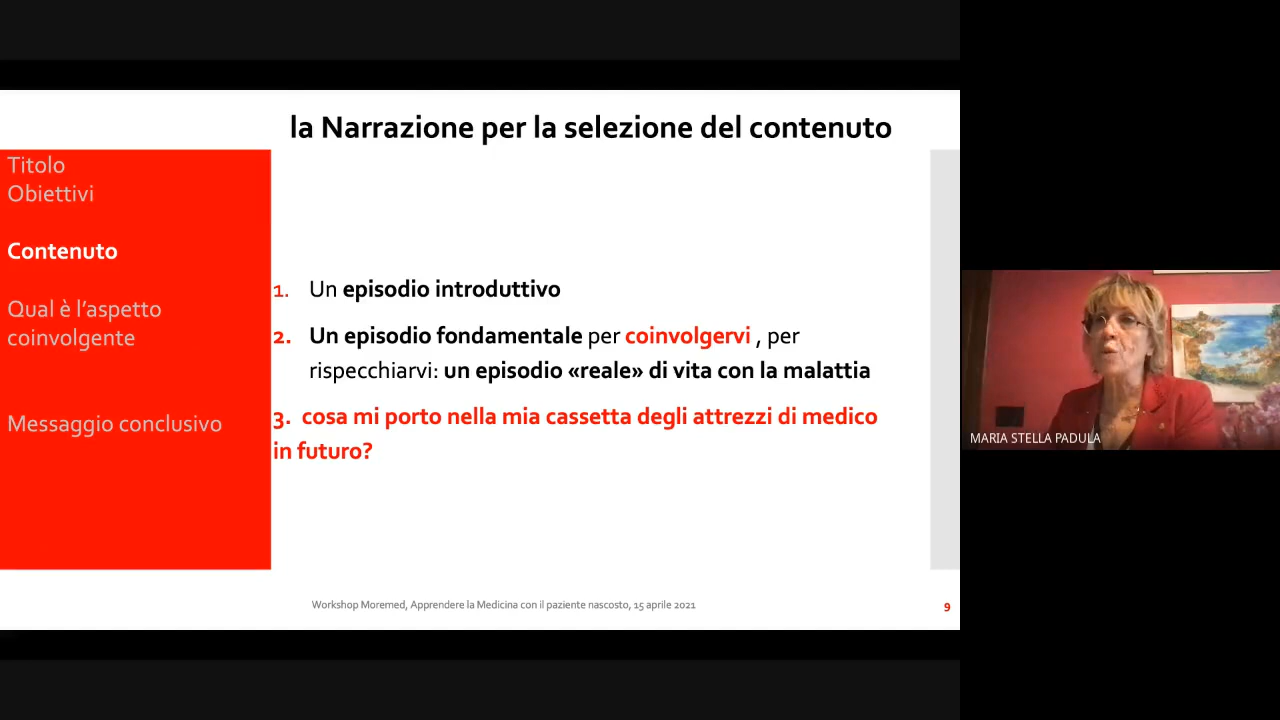 la Narrazione per la selezione del contenuto
Titolo
Obiettivi
Contenuto
Qual è l'aspetto
coinvolgente
Messaggio conclusivo
1. Un episodio introduttivo
2. Un episodio fondamentale per coinvolgervi , per
rispecchiarvi: un episodio «reale» di vita con la malattia
3. cosa mi porto nella mia cassetta degli attrezzi di medico
in futuro?
Workshop Moremed, Apprendere la Medicina con il paziente nascosto, 15 aprile 2021
9
MARIA STELLA PADULA